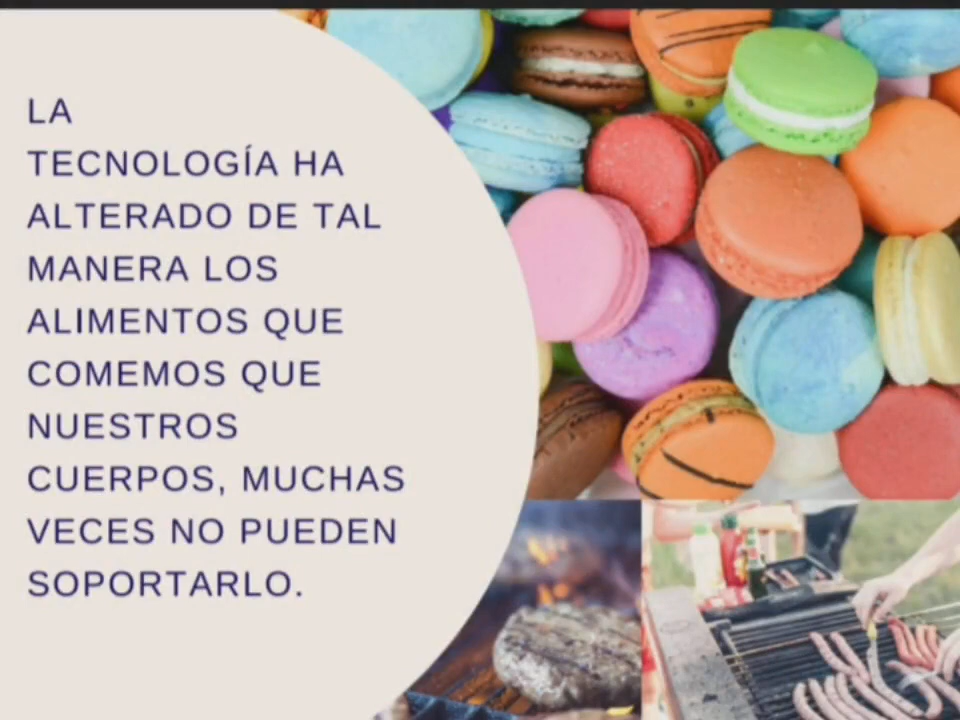 LA
TECNOLOGÍA HA
ALTERADO DE TAL
MANERA LOS
ALIMENTOS QUE
COMEMOS QUE
NUESTROS
CUERPOS, MUCHAS
VECES NO PUEDEN
SOPORTARLO.